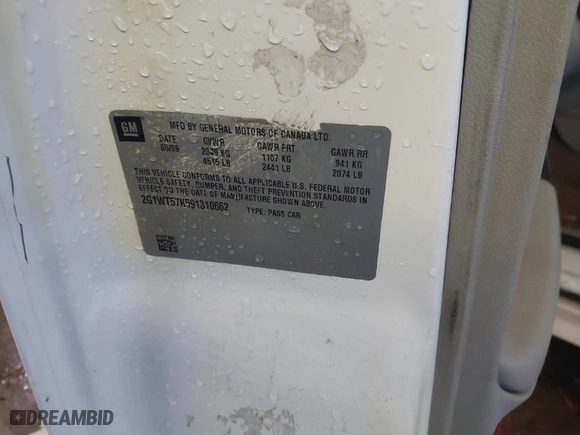 GM
MFD BY GENERAL MOTORS OF CANADA LTD.
DATE GVWR GAWR FRT GAWR RR
05/09 2048 KG 1107 KG 941 KG
4515 LB 2441 LB 2074 LB
THIS VEHICLE CONFORMS TO ALL APPLICABLE U.S. FEDERAL MOTOR
VEHICLE SAFETY, BUMPER, AND THEFT PREVENTION STANDARDS IN
EFFECT ON THE DATE OF MANUFACTURE SHOWN ABOVE.
2G1WT57K591310662
TYPE: PASS CAR
DREAMBID